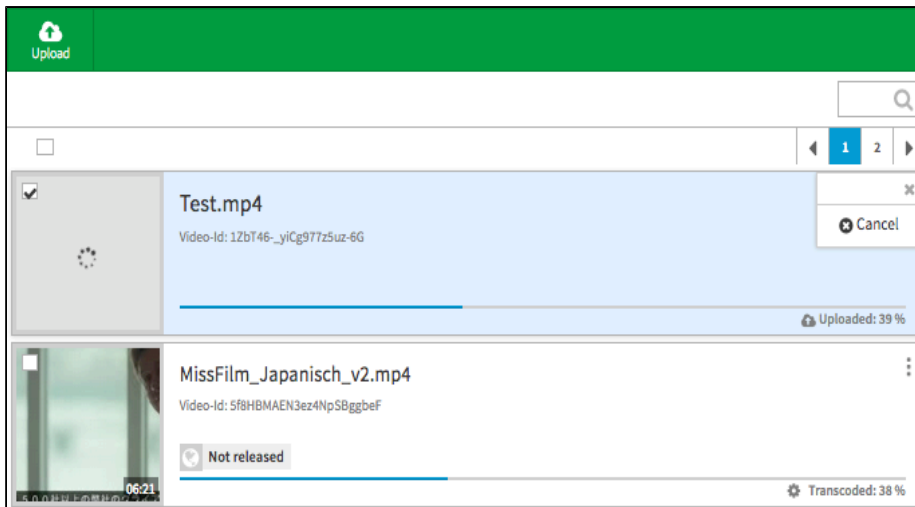 Upload
1 2
Test.mp4
Video-Id: 1ZbT46-_yiCg977z5uz-6G
Cancel
Uploaded: 39 %
MissFilm_Japanisch_v2.mp4
Video-Id: 5f8HBMAEN3ez4NpSBggbeF
Not released
06:21
Transcoded: 38 %